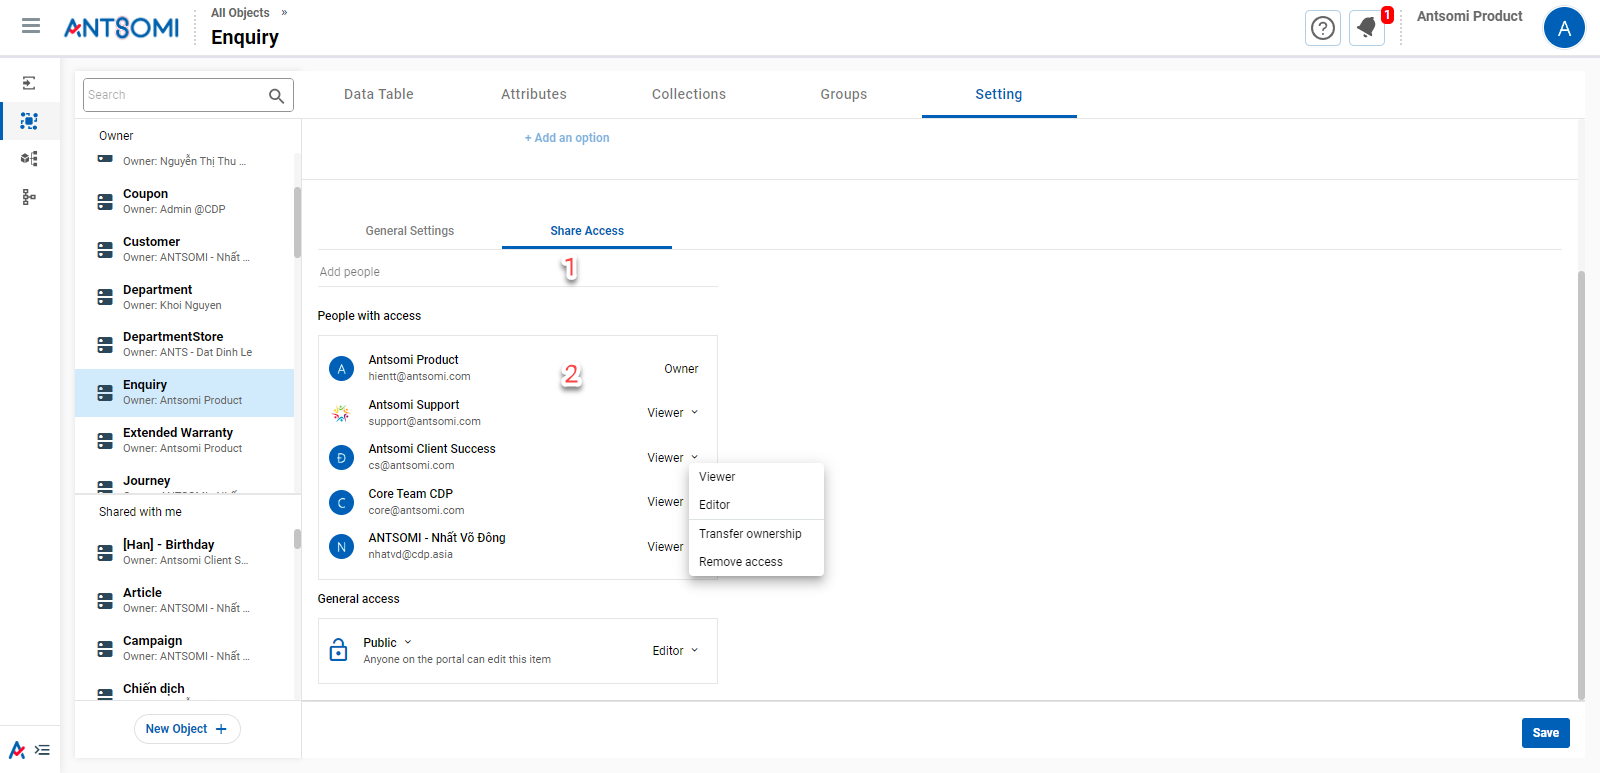 ANTSOMI
All Objects »
Enquiry
?
1
Antsomi Product
A
Search
Data Table
Attributes
Collections
Groups
Setting
Owner
Owner: Nguyễn Thị Thu ...
Coupon
Owner: Admin @CDP
Customer
Owner: ANTSOMI - Nhất ...
Department
Owner: Khoi Nguyen
DepartmentStore
Owner: ANTS - Dat Dinh Le
Enquiry
Owner: Antsomi Product
Extended Warranty
Owner: Antsomi Product
Journey
Shared with me
[Han] - Birthday
Owner: Antsomi Client S...
Article
Owner: ANTSOMI - Nhất ...
Campaign
Owner: ANTSOMI - Nhất ...
Chiến dịch
New Object +
+ Add an option
General Settings
Share Access
1
Add people
People with access
2
A
Antsomi Product
hientt@antsomi.com
Owner
Antsomi Support
support@antsomi.com
Viewer
Đ
Antsomi Client Success
cs@antsomi.com
Viewer
C
Core Team CDP
core@antsomi.com
Viewer
N
ANTSOMI - Nhất Võ Đông
nhatvd@cdp.asia
Viewer
Viewer
Editor
Transfer ownership
Remove access
General access
Public
Anyone on the portal can edit this item
Editor
Save